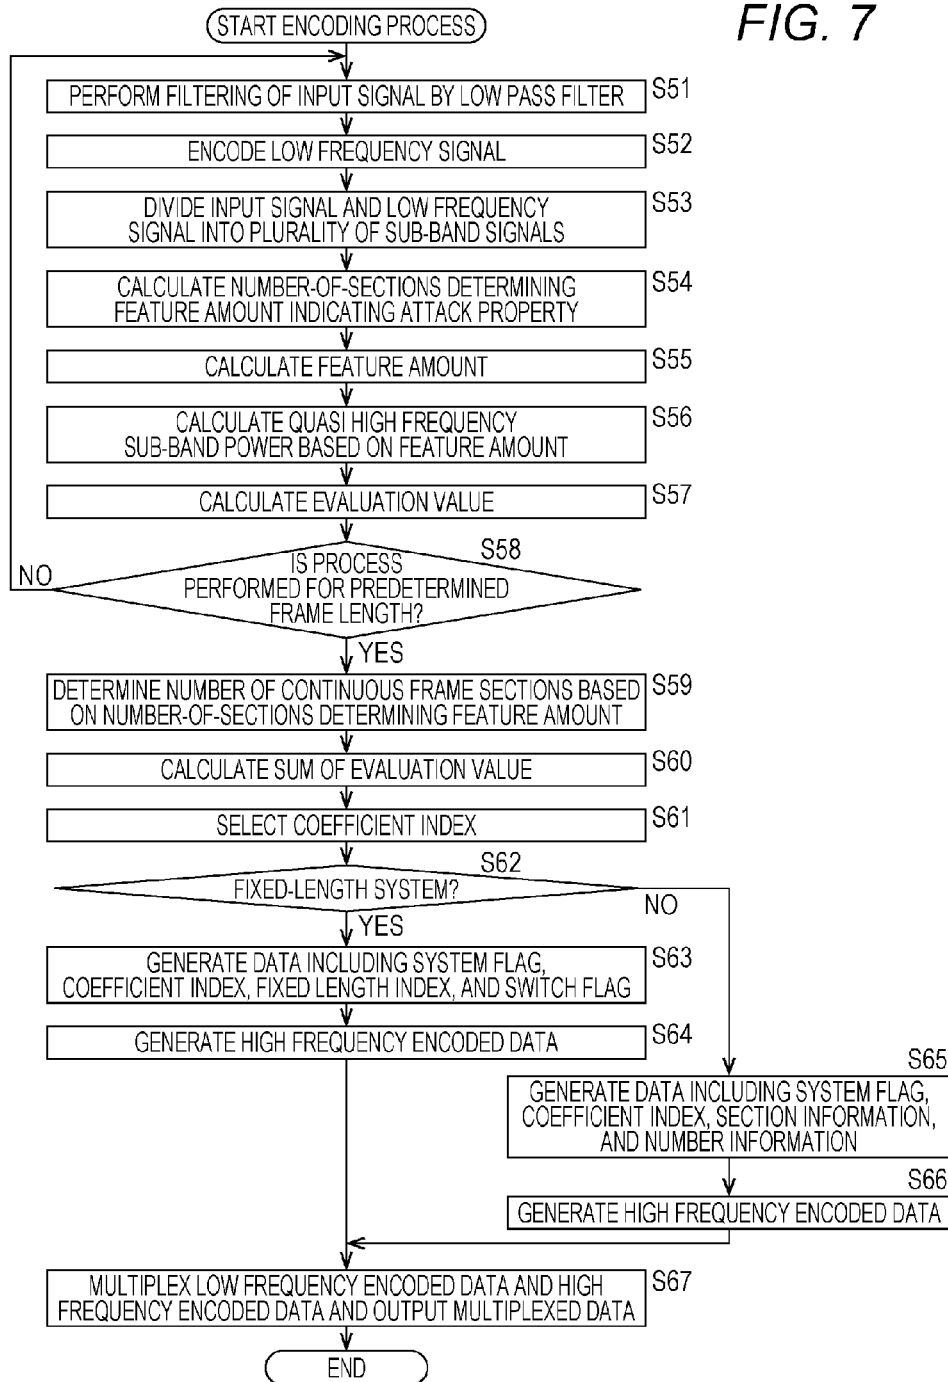 FIG. 7
START ENCODING PROCESS
PERFORM FILTERING OF INPUT SIGNAL BY LOW PASS FILTER
S51
ENCODE LOW FREQUENCY SIGNAL
S52
DIVIDE INPUT SIGNAL AND LOW FREQUENCY
SIGNAL INTO PLURALITY OF SUB-BAND SIGNALS
S53
CALCULATE NUMBER-OF-SECTIONS DETERMINING
FEATURE AMOUNT INDICATING ATTACK PROPERTY
S54
CALCULATE FEATURE AMOUNT
S55
CALCULATE QUASI HIGH FREQUENCY
SUB-BAND POWER BASED ON FEATURE AMOUNT
S56
CALCULATE EVALUATION VALUE
S57
S58
IS PROCESS
PERFORMED FOR PREDETERMINED
FRAME LENGTH?
NO
YES
DETERMINE NUMBER OF CONTINUOUS FRAME SECTIONS BASED
ON NUMBER-OF-SECTIONS DETERMINING FEATURE AMOUNT
S59
CALCULATE SUM OF EVALUATION VALUE
S60
SELECT COEFFICIENT INDEX
S61
S62
FIXED-LENGTH SYSTEM?
NO
YES
GENERATE DATA INCLUDING SYSTEM FLAG,
COEFFICIENT INDEX, FIXED LENGTH INDEX, AND SWITCH FLAG
S63
GENERATE HIGH FREQUENCY ENCODED DATA
S64
S65
GENERATE DATA INCLUDING SYSTEM FLAG,
COEFFICIENT INDEX, SECTION INFORMATION,
AND NUMBER INFORMATION
S66
GENERATE HIGH FREQUENCY ENCODED DATA
MULTIPLEX LOW FREQUENCY ENCODED DATA AND HIGH
FREQUENCY ENCODED DATA AND OUTPUT MULTIPLEXED DATA
S67
END